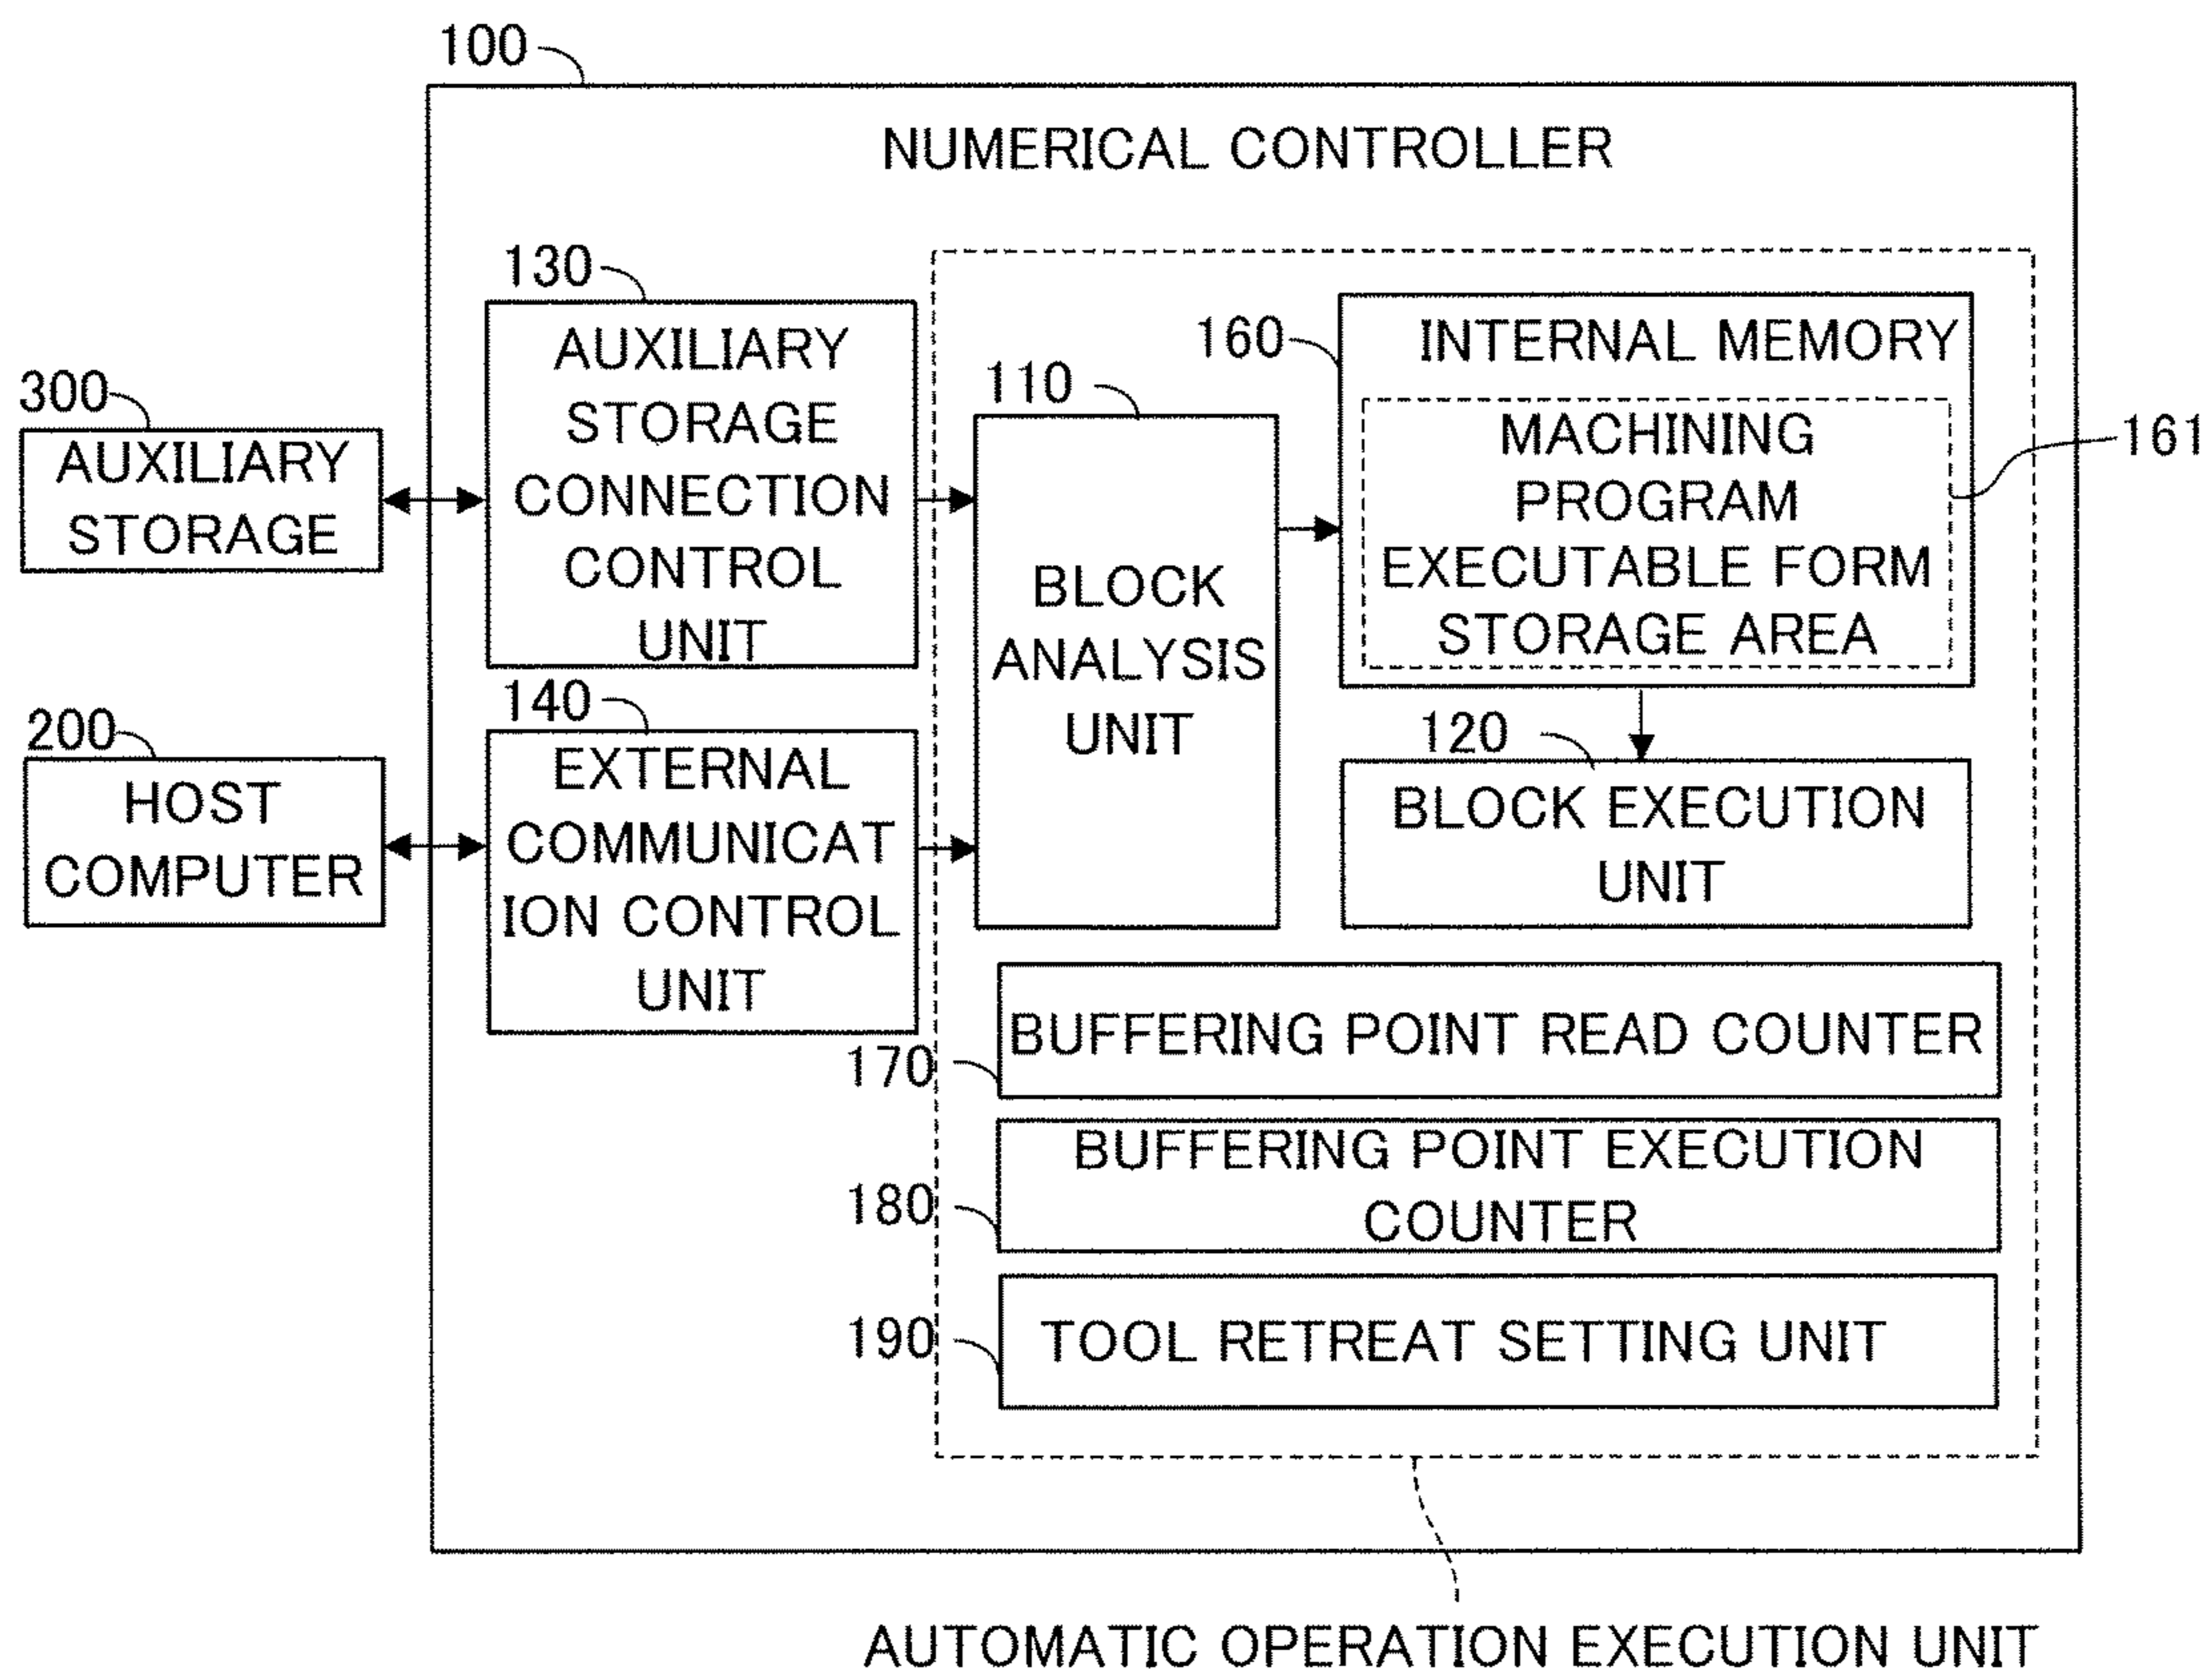 100
NUMERICAL CONTROLLER
130
AUXILIARY
STORAGE
CONNECTION
CONTROL
UNIT
300
AUXILIARY
STORAGE
140
EXTERNAL
COMMUNICAT
ION CONTROL
UNIT
200
HOST
COMPUTER
110
BLOCK
ANALYSIS
UNIT
160
INTERNAL MEMORY
MACHINING
PROGRAM
EXECUTABLE FORM
STORAGE AREA
161
120
BLOCK EXECUTION
UNIT
170
BUFFERING POINT READ COUNTER
180
BUFFERING POINT EXECUTION
COUNTER
190
TOOL RETREAT SETTING UNIT
AUTOMATIC OPERATION EXECUTION UNIT